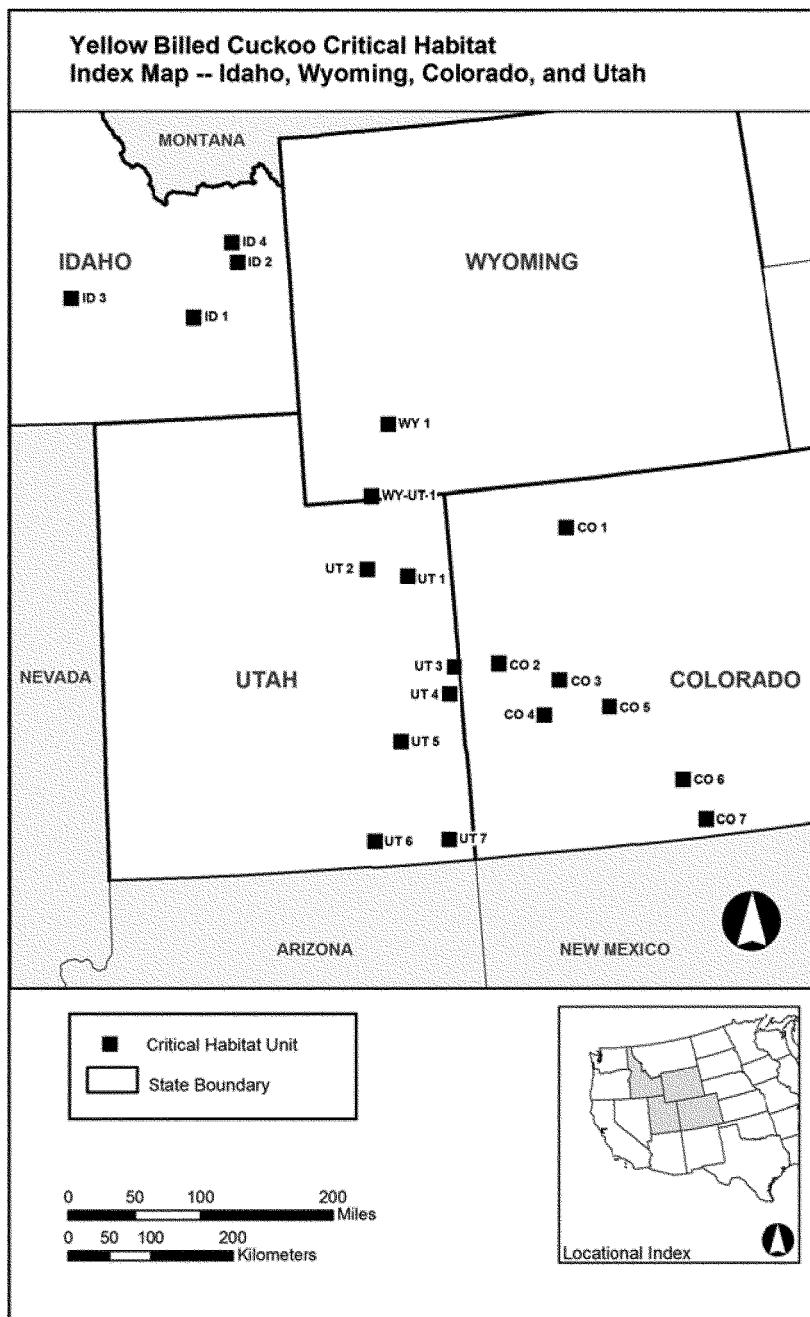 Yellow Billed Cuckoo Critical Habitat
Index Map -- Idaho, Wyoming, Colorado, and Utah
MONTANA
IDAHO
WYOMING
ID 4
ID 2
ID 3
ID 1
WY 1
WY-UT-1
CO 1
UT 2
UT 1
NEVADA
UTAH
COLORADO
UT 3
CO 2
UT 4
CO 3
CO 4
CO 5
UT 5
CO 6
CO 7
UT 6
UT 7
ARIZONA
NEW MEXICO
Critical Habitat Unit
State Boundary
0 50 100 200
Miles
0 50 100 200
Kilometers
Locational Index